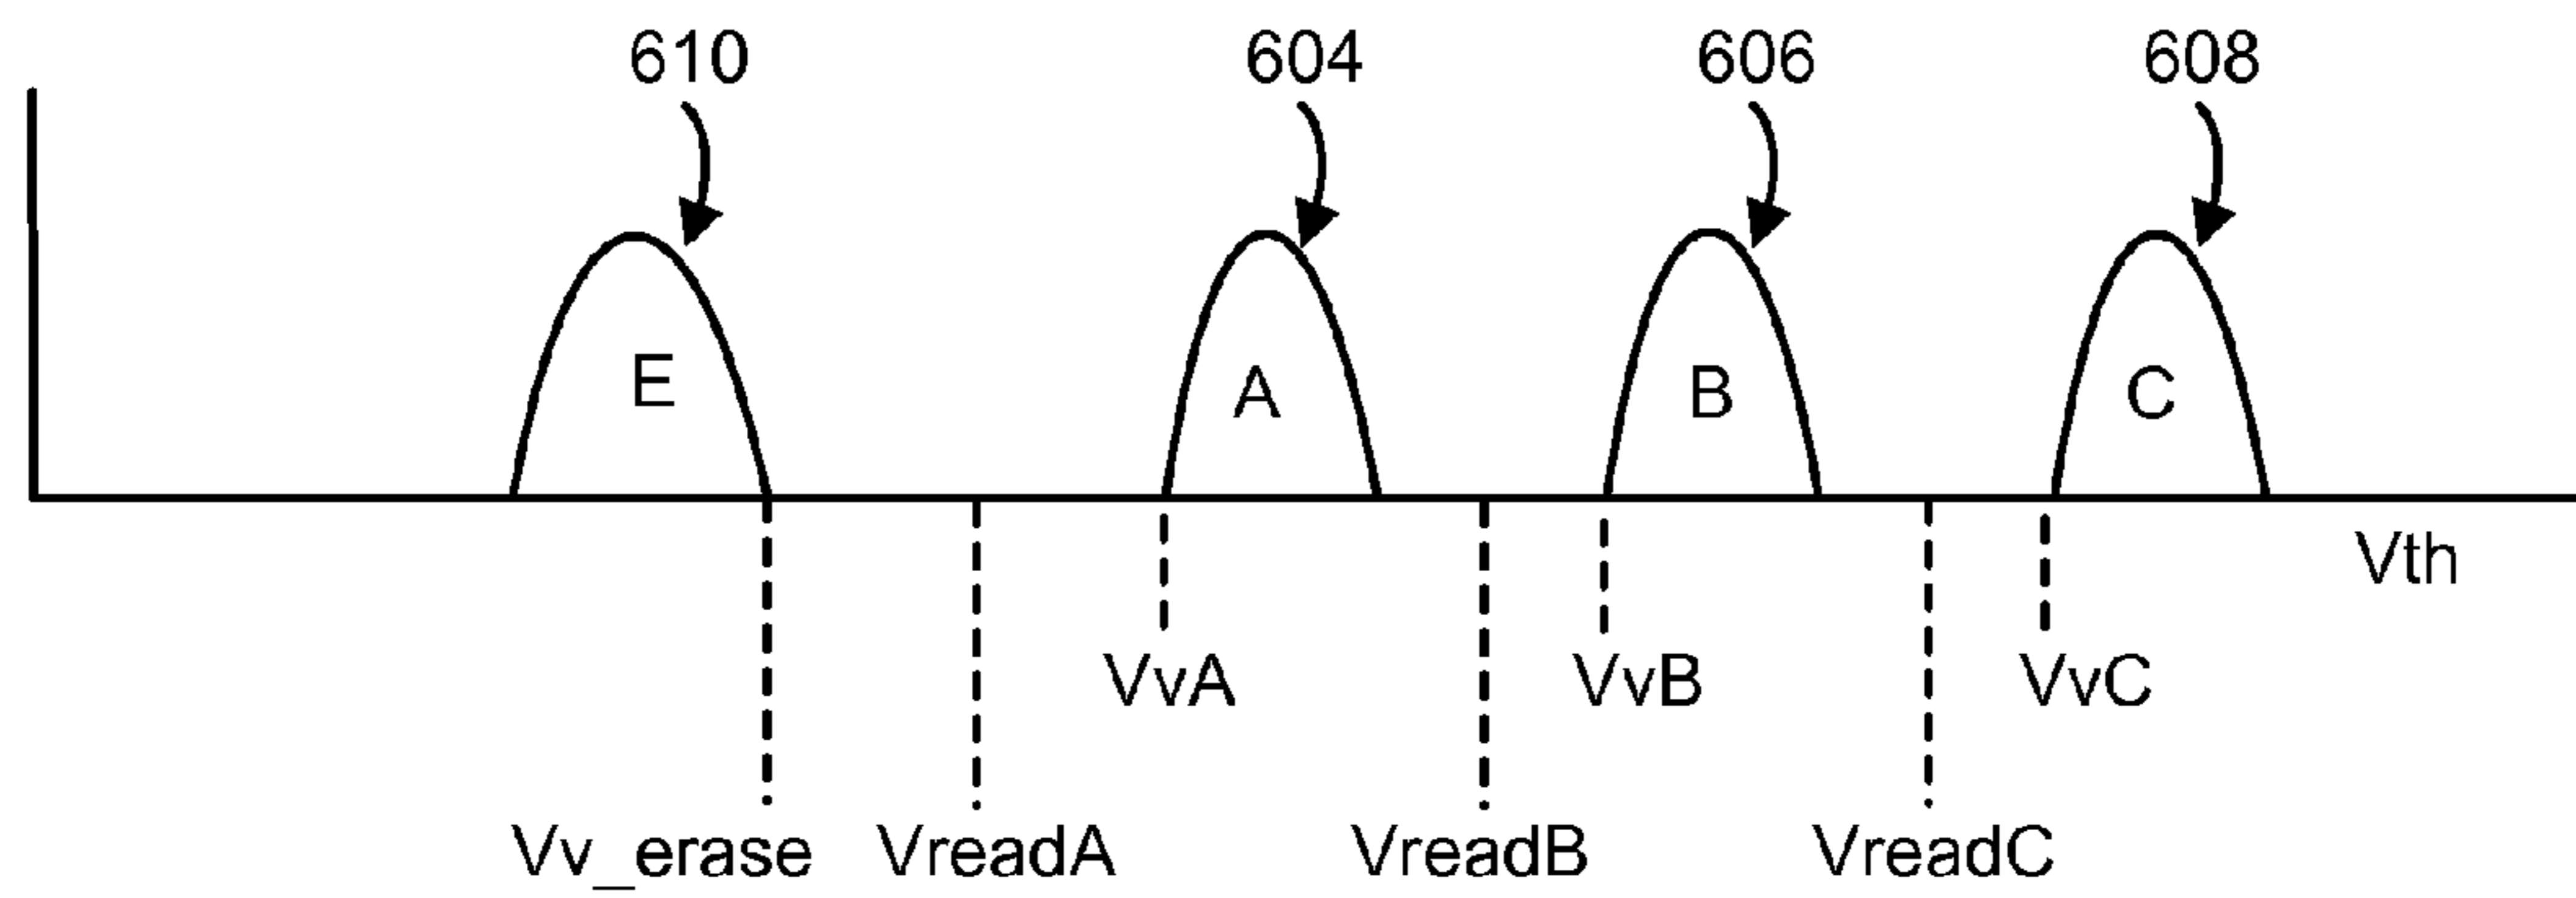 610 604 606 608
E A B C
Vth
VvA VvB VvC
Vv_erase VreadA VreadB VreadC